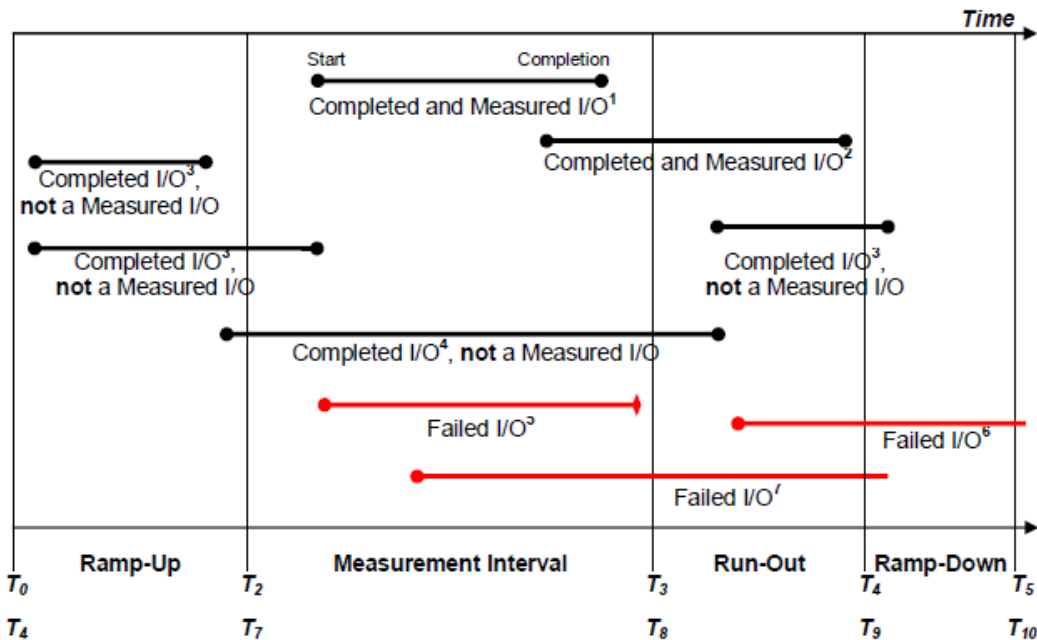 Time
Start Completion
Completed and Measured I/O1
Completed and Measured I/O2
Completed I/O3,
not a Measured I/O
Completed I/O3,
not a Measured I/O
Completed I/O3,
not a Measured I/O
Completed I/O4, not a Measured I/O
Failed I/O5
Failed I/O6
Failed I/O7
Ramp-Up Measurement Interval Run-Out Ramp-Down
T0 T2 T3 T4 T5
T4 T7 T8 T9 T10